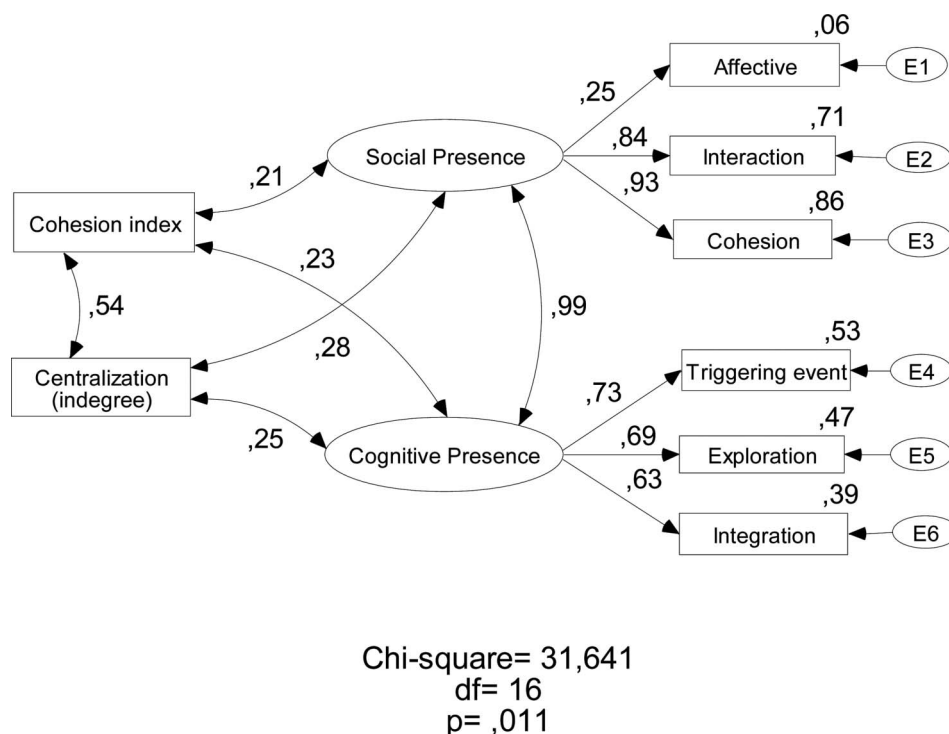 ,06
Affective
E1
,25
,71
Social Presence
,84
Interaction
E2
,21
,93
,86
Cohesion index
Cohesion
E3
,23
,54
,99
,28
,53
Centralization
(indegree)
Triggering event
E4
,73
,25
,47
Cognitive Presence
,69
Exploration
E5
,63
,39
Integration
E6
Chi-square= 31,641
df= 16
p= ,011